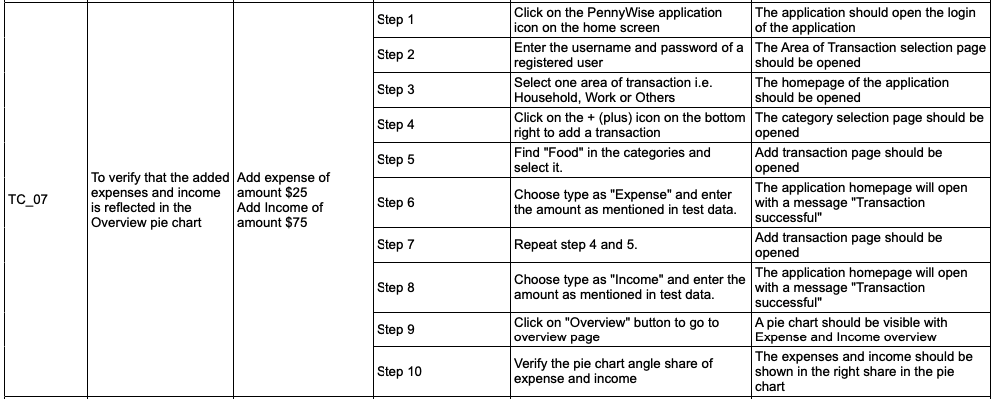 Step 1
Click on the PennyWise application
icon on the home screen
The application should open the login
of the application
Step 2
Enter the username and password of a
registered user
The Area of Transaction selection page
should be opened
Step 3
Select one area of transaction i.e.
Household, Work or Others
The homepage of the application
should be opened
Step 4
Click on the + (plus) icon on the bottom
right to add a transaction
The category selection page should be
opened
Step 5
Find "Food" in the categories and
select it.
Add transaction page should be
opened
TC_07
To verify that the added
expenses and income
is reflected in the
Overview pie chart
Add expense of
amount $25
Add Income of
amount $75
Step 6
Choose type as "Expense" and enter
the amount as mentioned in test data.
The application homepage will open
with a message "Transaction
successful"
Step 7
Repeat step 4 and 5.
Add transaction page should be
opened
Step 8
Choose type as "Income" and enter the
amount as mentioned in test data.
The application homepage will open
with a message "Transaction
successful"
Step 9
Click on "Overview" button to go to
overview page
A pie chart should be visible with
Expense and Income overview
Step 10
Verify the pie chart angle share of
expense and income
The expenses and income should be
shown in the right share in the pie
chart